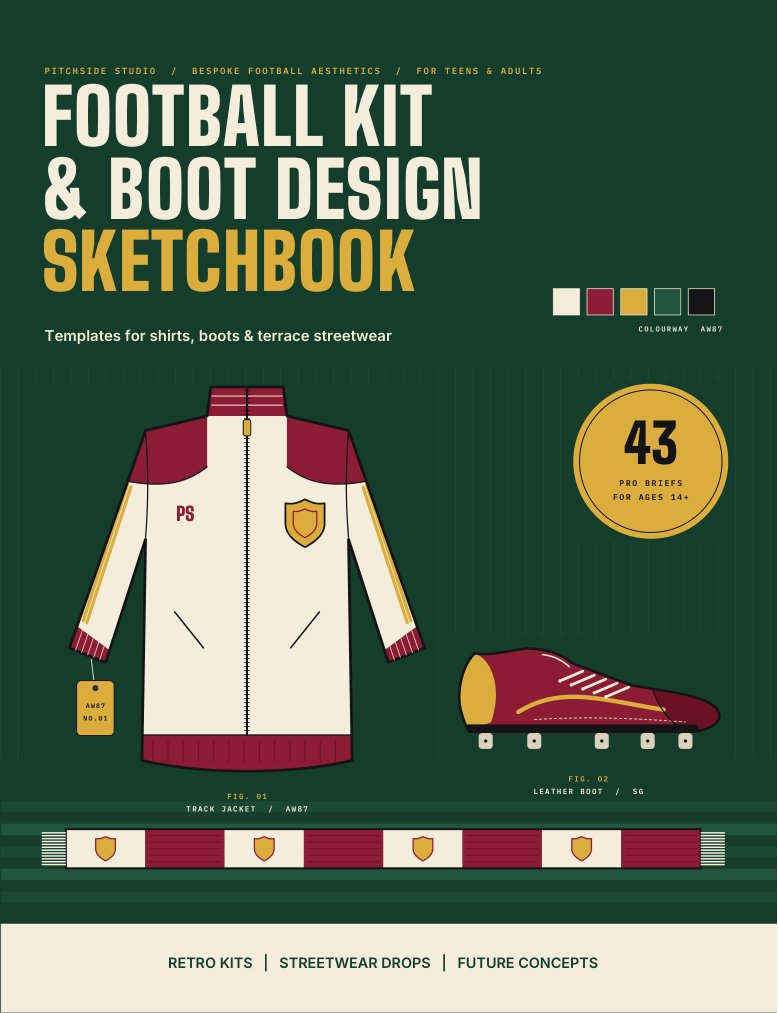 PITCHSIDE STUDIO / BESPOKE FOOTBALL AESTHETICS / FOR TEENS & ADULTS
FOOTBALL KIT
& BOOT DESIGN
SKETCHBOOK
Templates for shirts, boots & terrace streetwear
COLOURWAY AW87
43
PRO BRIEFS
FOR AGES 14+
PS
AW87
NO.01
FIG. 01
TRACK JACKET / AW87
FIG. 02
LEATHER BOOT / SG
RETRO KITS | STREETWEAR DROPS | FUTURE CONCEPTS